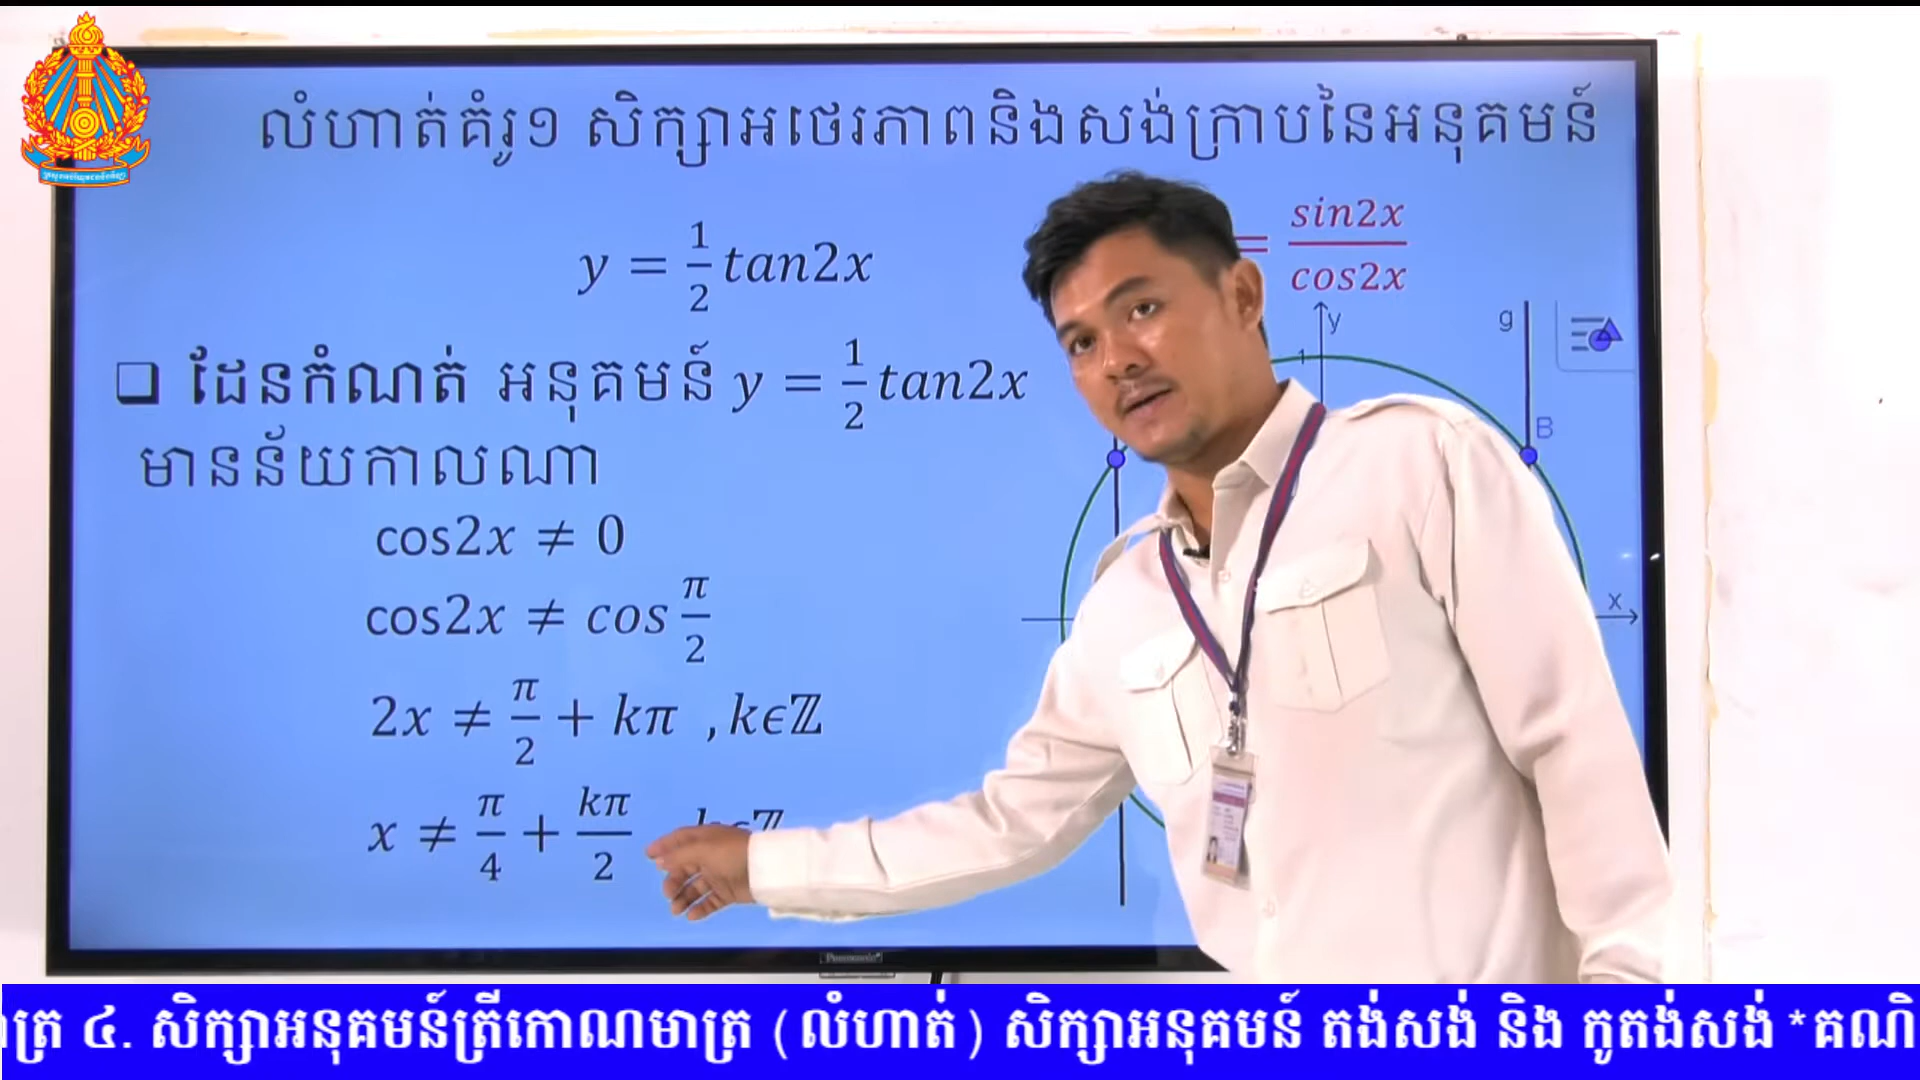 លំហាត់គំរូ១ សិក្សាអថេរភាពនិងសង់ក្រាបនៃអនុគមន៍
y = 1/2 tan2x
= sin2x/cos2x
❑ ដែនកំណត់ អនុគមន៍ y = 1/2 tan2x
មានន័យកាលណា
cos2x ≠ 0
cos2x ≠ cos π/2
2x ≠ π/2 + kπ , kϵℤ
x ≠ π/4 + kπ/2
y
1
g
B
x
ាត្រ ៤. សិក្សាអនុគមន៍ត្រីកោណមាត្រ (លំហាត់) សិក្សាអនុគមន៍ តង់សង់ និង កូតង់សង់ *គណិ